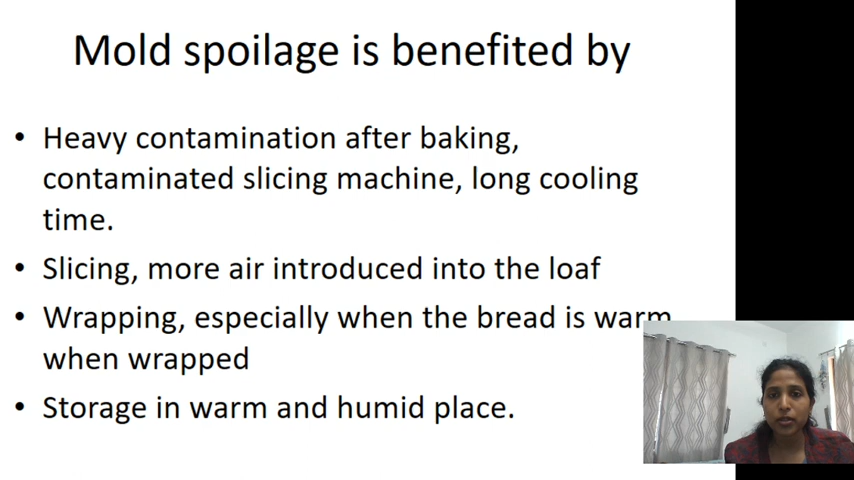 Mold spoilage is benefited by
• Heavy contamination after baking,
contaminated slicing machine, long cooling
time.
• Slicing, more air introduced into the loaf
• Wrapping, especially when the bread is warm
when wrapped
• Storage in warm and humid place.